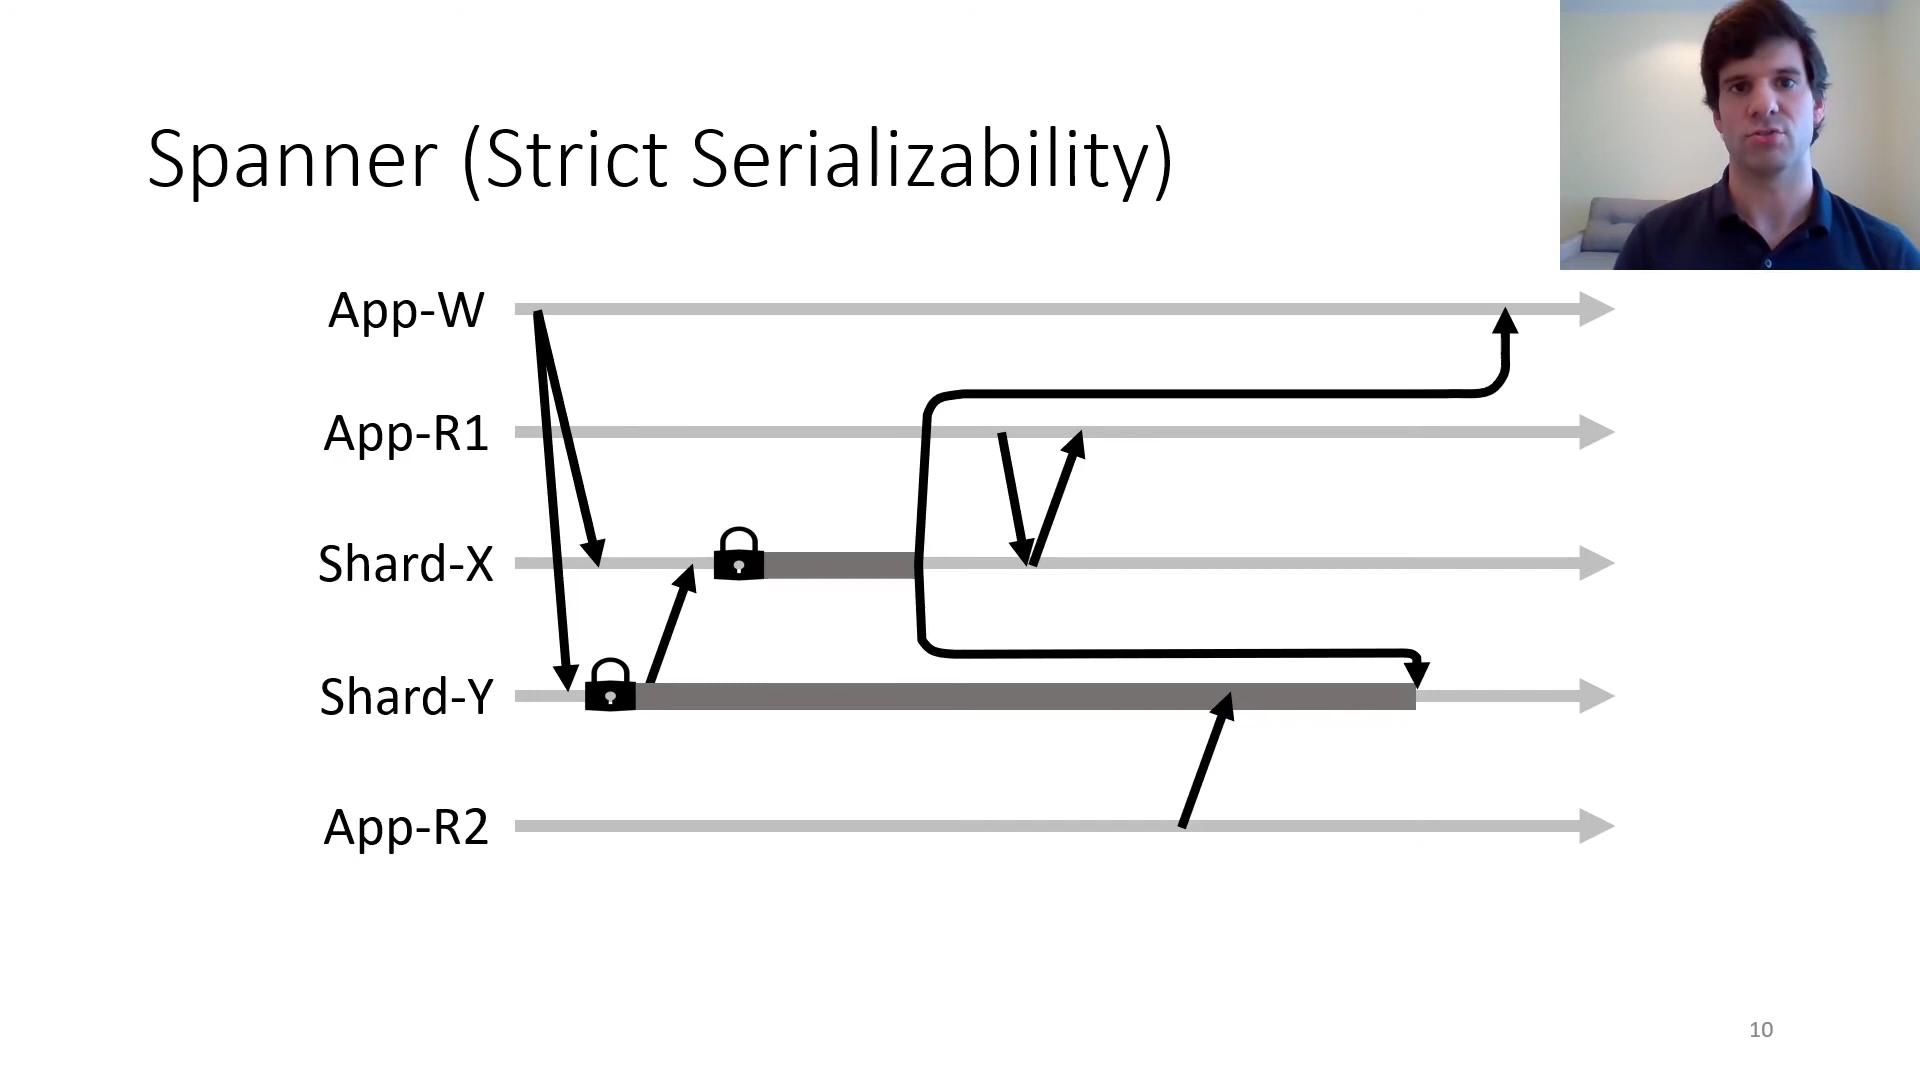 Spanner (Strict Serializability)
App-W
App-R1
Shard-X
Shard-Y
App-R2
10